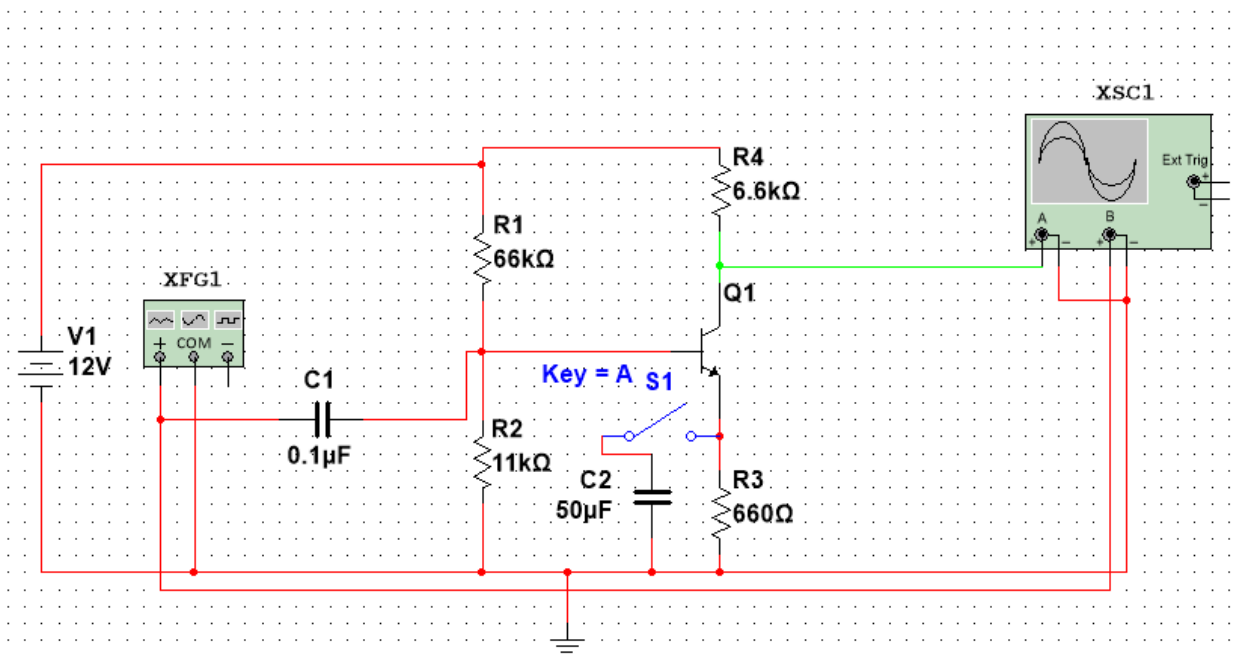 XSC1
Ext Trig
+
−
A
B
+ − + −
R4
6.6kΩ
R1
66kΩ
XFG1
+ COM −
Q1
V1
12V
C1
0.1µF
Key = A S1
R2
11kΩ
C2
50µF
R3
660Ω